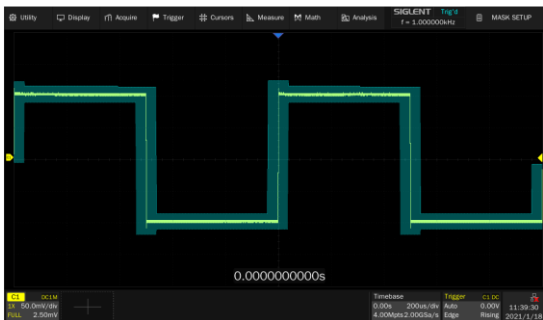 Utility Display Acquire Trigger Cursors Measure Math Analysis SIGLENT Trig'd MASK SETUP
f = 1.000000kHz
0.0000000000s
C1 DC1M
1X 50.0mV/div
FULL 2.50mV
Timebase
0.00s 200us/div
4.00Mpts 2.00GSa/s
Trigger C1 DC
Auto 0.00V
Edge Rising
11:39:30
2021/1/18